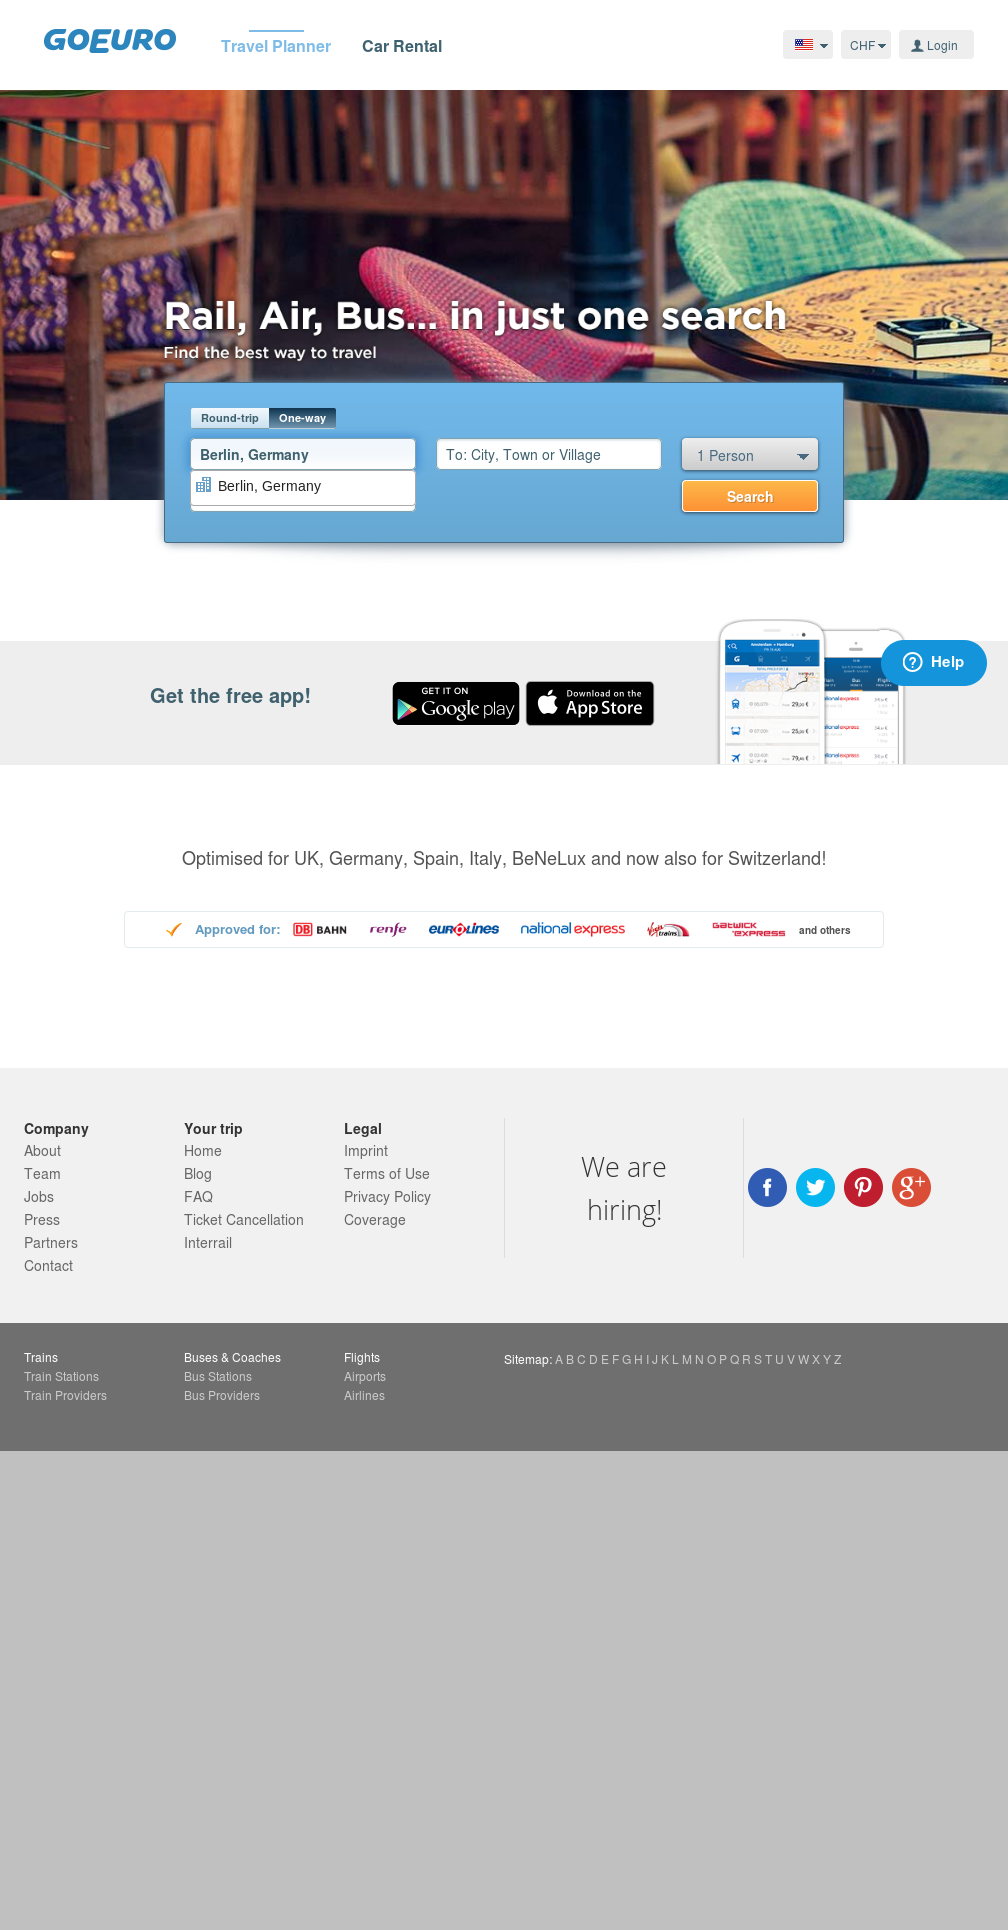 GOEURO
Travel Planner
Car Rental
CHF
Login
Rail, Air, Bus... in just one search
Find the best way to travel
Round-trip
One-way
Berlin, Germany
To: City, Town or Village
1 Person
Berlin, Germany
Search
Help
Get the free app!
GET IT ON
Google play
Download on the
App Store
Optimised for UK, Germany, Spain, Italy, BeNeLux and now also for Switzerland!
Approved for:
DB BAHN
renfe
EUROLINES
national express
Virgin trains
GATWICK EXPRESS
and others
Company
About
Team
Jobs
Press
Partners
Contact
Your trip
Home
Blog
FAQ
Ticket Cancellation
Interrail
Legal
Imprint
Terms of Use
Privacy Policy
Coverage
We are
hiring!
Trains
Train Stations
Train Providers
Buses & Coaches
Bus Stations
Bus Providers
Flights
Airports
Airlines
Sitemap: A B C D E F G H I J K L M N O P Q R S T U V W X Y Z